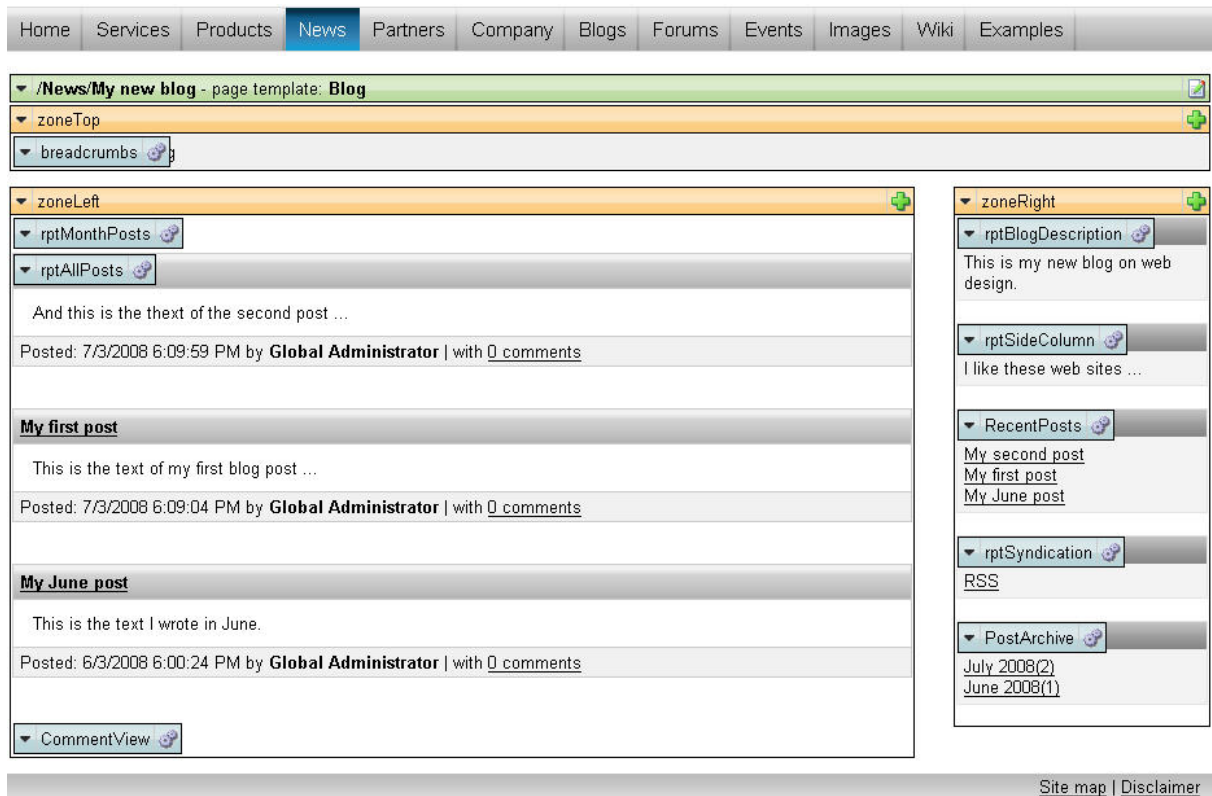 Home Services Products News Partners Company Blogs Forums Events Images Wiki Examples
/News/My new blog - page template: Blog
zoneTop
breadcrumbs
zoneLeft
rptMonthPosts
rptAllPosts
And this is the thext of the second post ...
Posted: 7/3/2008 6:09:59 PM by Global Administrator | with 0 comments
My first post
This is the text of my first blog post ...
Posted: 7/3/2008 6:09:04 PM by Global Administrator | with 0 comments
My June post
This is the text I wrote in June.
Posted: 6/3/2008 6:00:24 PM by Global Administrator | with 0 comments
CommentView
zoneRight
rptBlogDescription
This is my new blog on web
design.
rptSideColumn
I like these web sites ...
RecentPosts
My second post
My first post
My June post
rptSyndication
RSS
PostArchive
July 2008(2)
June 2008(1)
Site map | Disclaimer